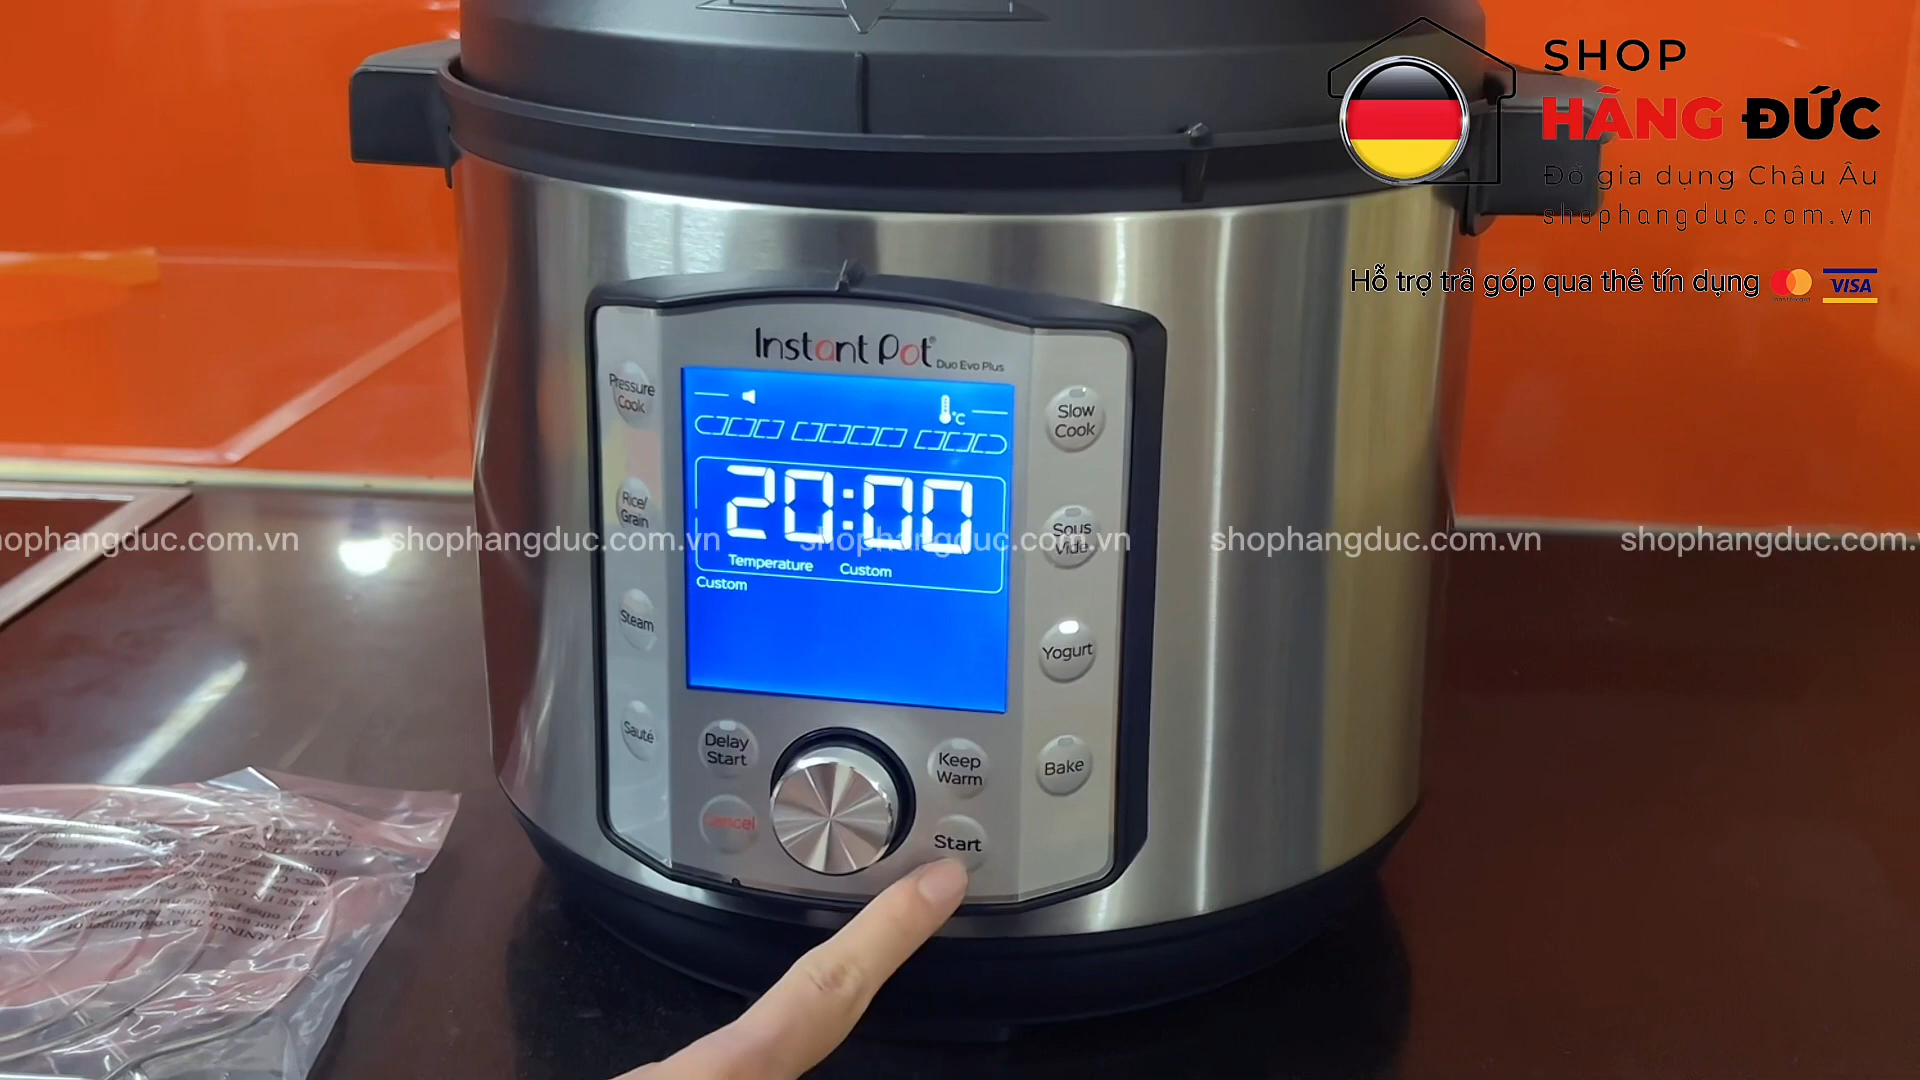 SHOP
HÀNG ĐỨC
Đồ gia dụng Châu Âu
shophangduc.com.vn
Hỗ trợ trả góp qua thẻ tín dụng
VISA
Instant Pot®
Duo Evo Plus
Pressure
Cook
Rice/
Grain
Steam
Sauté
°C
20:00
Temperature Custom
Custom
Slow
Cook
Sous
Vide
Yogurt
Bake
Delay
Start
Cancel
Keep
Warm
Start
shophangduc.com.vn
shophangduc.com.vn
shophangduc.com.vn
shophangduc.com.vn
shophangduc.com.v